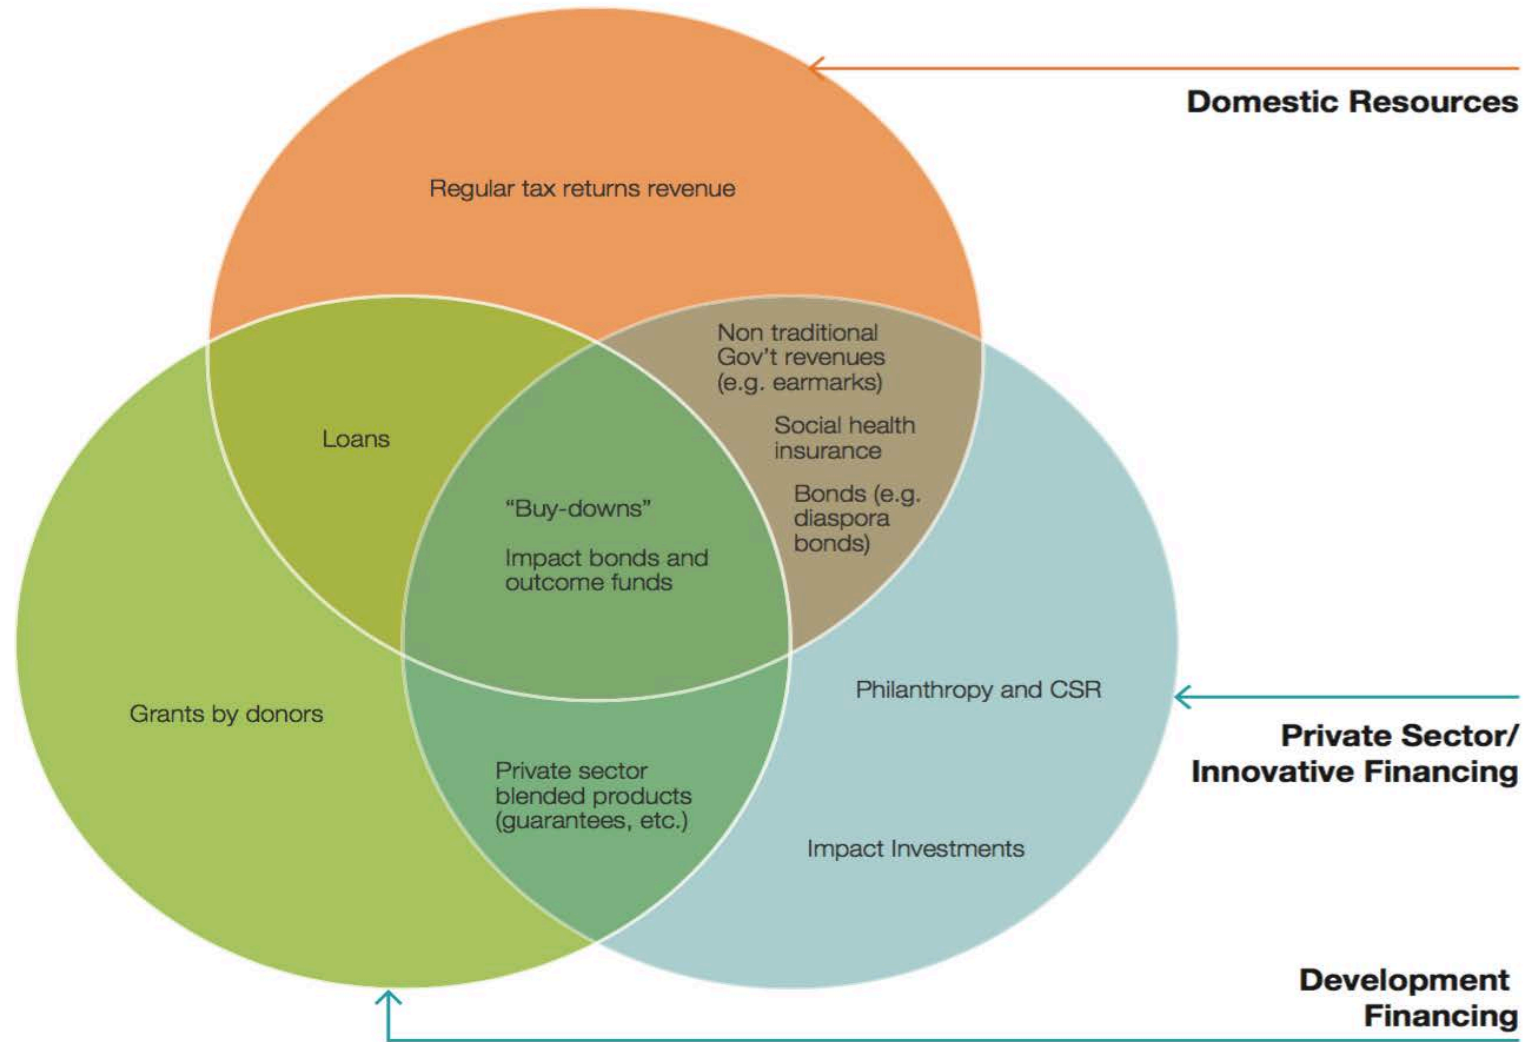 Domestic Resources
Regular tax returns revenue
Non traditional
Gov’t revenues
(e.g. earmarks)
Social health
insurance
Bonds (e.g.
diaspora
bonds)
Loans
“Buy-downs”
Impact bonds and
outcome funds
Philanthropy and CSR
Grants by donors
Private Sector/
Innovative Financing
Private sector
blended products
(guarantees, etc.)
Impact Investments
Development
Financing